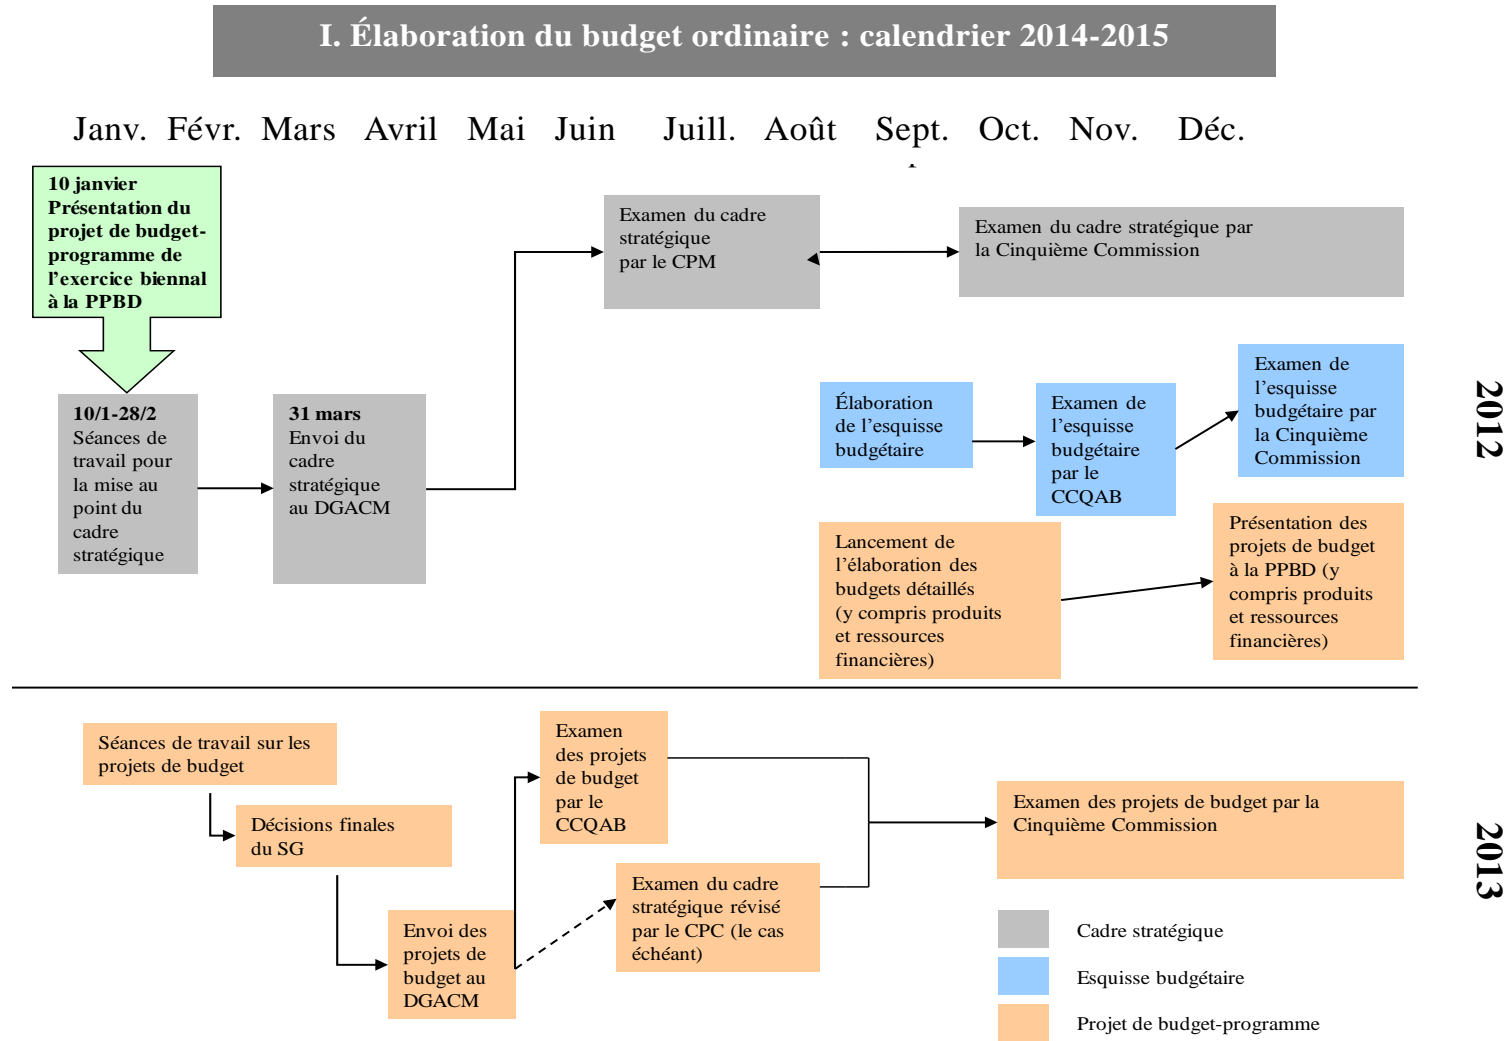 I. Élaboration du budget ordinaire : calendrier 2014-2015
Janv. Févr. Mars Avril Mai Juin Juill. Août Sept. Oct. Nov. Déc.
10 janvier
Présentation du
projet de budget-
programme de
l’exercice biennal
à la PPBD
Examen du cadre
stratégique
par le CPM
Examen du cadre stratégique par
la Cinquième Commission
10/1-28/2
Séances de
travail pour
la mise au
point du
cadre
stratégique
31 mars
Envoi du
cadre
stratégique
au DGACM
Élaboration
de l’esquisse
budgétaire
Examen de
l’esquisse
budgétaire
par le
CCQAB
Examen de
l’esquisse
budgétaire par
la Cinquième
Commission
2012
Lancement de
l’élaboration des
budgets détaillés
(y compris produits
et ressources
financières)
Présentation des
projets de budget
à la PPBD (y
compris produits
et ressources
financières)
Séances de travail sur les
projets de budget
Décisions finales
du SG
Envoi des
projets de
budget au
DGACM
Examen
des projets
de budget
par le
CCQAB
Examen du cadre
stratégique révisé
par le CPC (le cas
échéant)
Examen des projets de budget par la
Cinquième Commission
2013
Cadre stratégique
Esquisse budgétaire
Projet de budget-programme